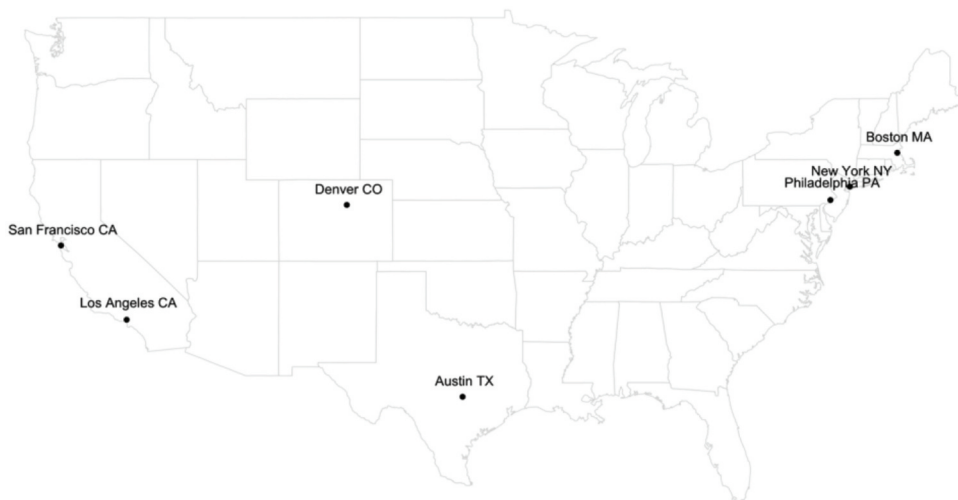 Boston MA
New York NY
Philadelphia PA
Denver CO
San Francisco CA
Los Angeles CA
Austin TX